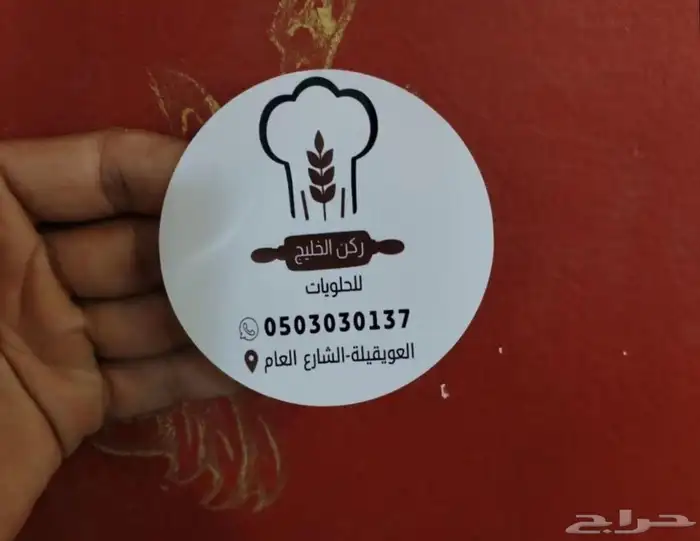 ركن الخليج
للحلويات
0503030137
العويقيلة-الشارع العام
حراج